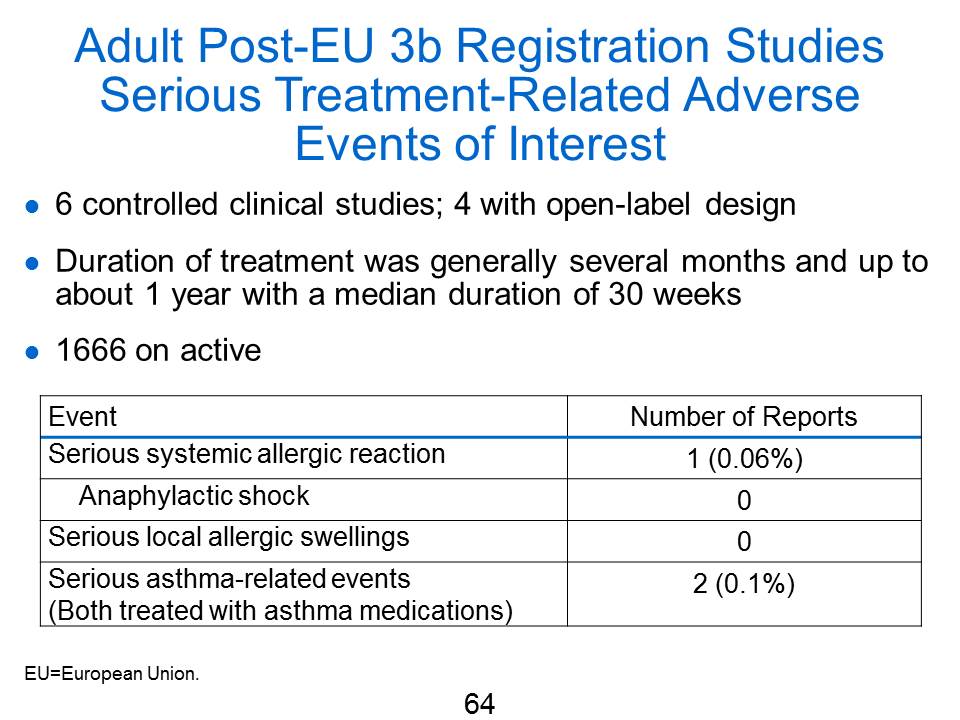 Adult Post-EU 3b Registration Studies
Serious Treatment-Related Adverse
Events of Interest
● 6 controlled clinical studies; 4 with open-label design
● Duration of treatment was generally several months and up to
about 1 year with a median duration of 30 weeks
● 1666 on active
Event Number of Reports
Serious systemic allergic reaction 1 (0.06%)
Anaphylactic shock 0
Serious local allergic swellings 0
Serious asthma-related events 2 (0.1%)
(Both treated with asthma medications)
EU=European Union.
64